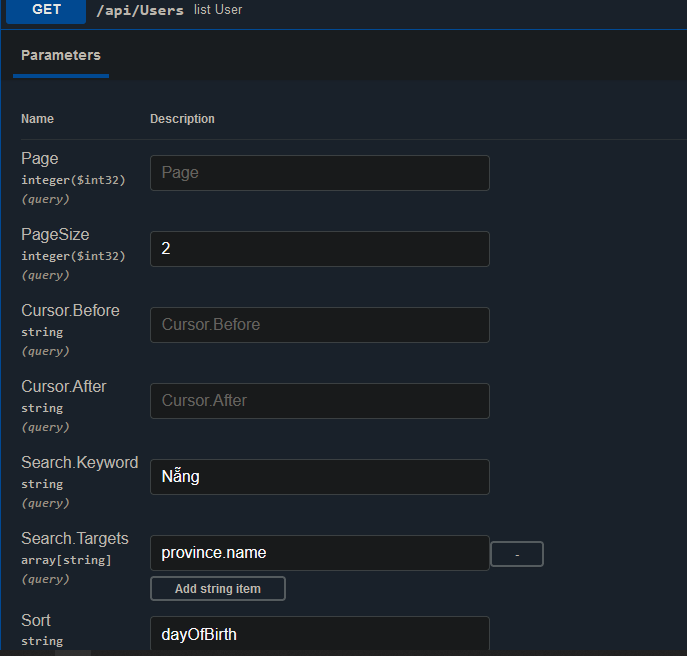 GET /api/Users list User
Parameters
Name Description
Page
integer($int32)
(query)
Page
PageSize
integer($int32)
(query)
2
Cursor.Before
string
(query)
Cursor.Before
Cursor.After
string
(query)
Cursor.After
Search.Keyword
string
(query)
Nẵng
Search.Targets
array[string]
(query)
province.name
-
Add string item
Sort
string
dayOfBirth